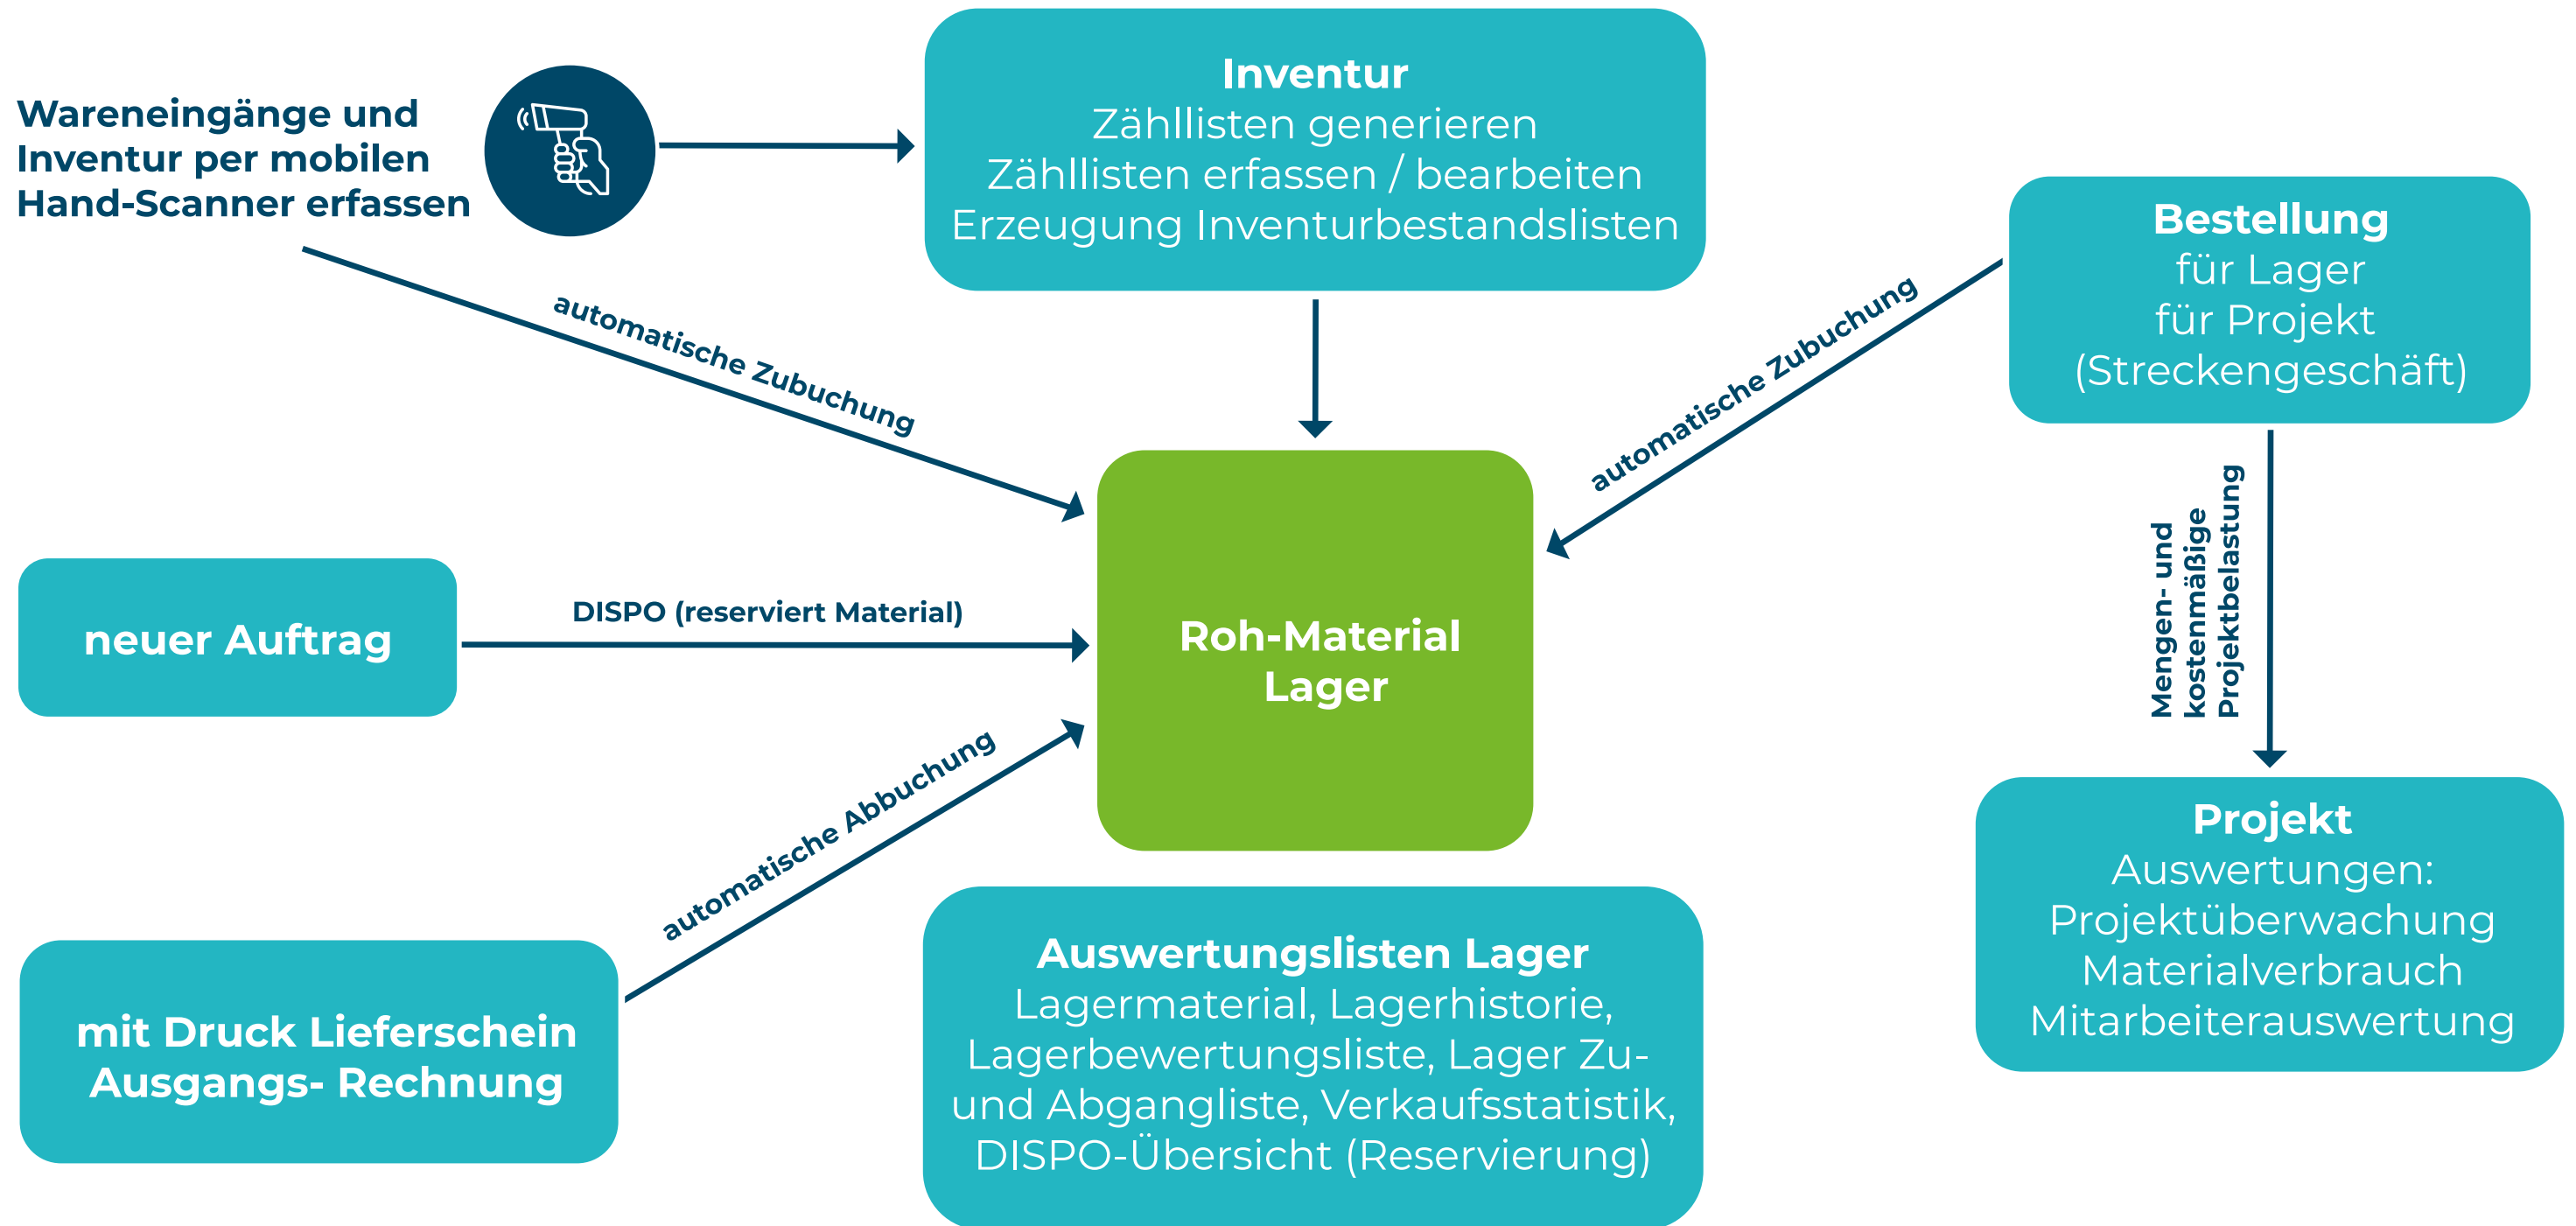 Wareneingänge und
Inventur per mobilen
Hand-Scanner erfassen
Inventur
Zähllisten generieren
Zähllisten erfassen / bearbeiten
Erzeugung Inventurbestandslisten
Bestellung
für Lager
für Projekt
(Streckengeschäft)
automatische Zubuchung
automatische Zubuchung
Mengen- und
kostenmäßige
Projektbelastung
neuer Auftrag
DISPO (reserviert Material)
Roh-Material
Lager
automatische Abbuchung
mit Druck Lieferschein
Ausgangs- Rechnung
Auswertungslisten Lager
Lagermaterial, Lagerhistorie,
Lagerbewertungsliste, Lager Zu-
und Abgangliste, Verkaufsstatistik,
DISPO-Übersicht (Reservierung)
Projekt
Auswertungen:
Projektüberwachung
Materialverbrauch
Mitarbeiterauswertung